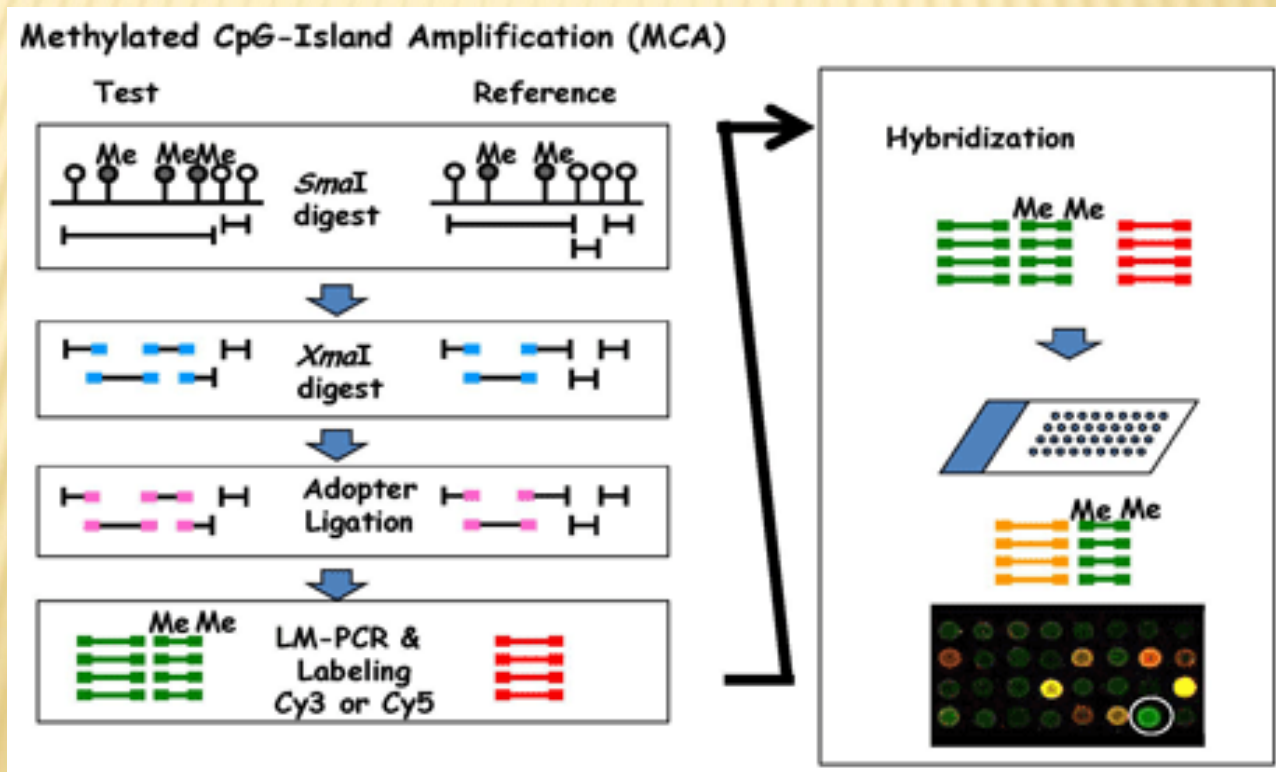 Methylated CpG-Island Amplification (MCA)
Test
Reference
Me
MeMe
Me
Me
SmaI
digest
XmaI
digest
Adopter
Ligation
Me Me
LM-PCR &
Labeling
Cy3 or Cy5
Hybridization
Me Me
Me Me